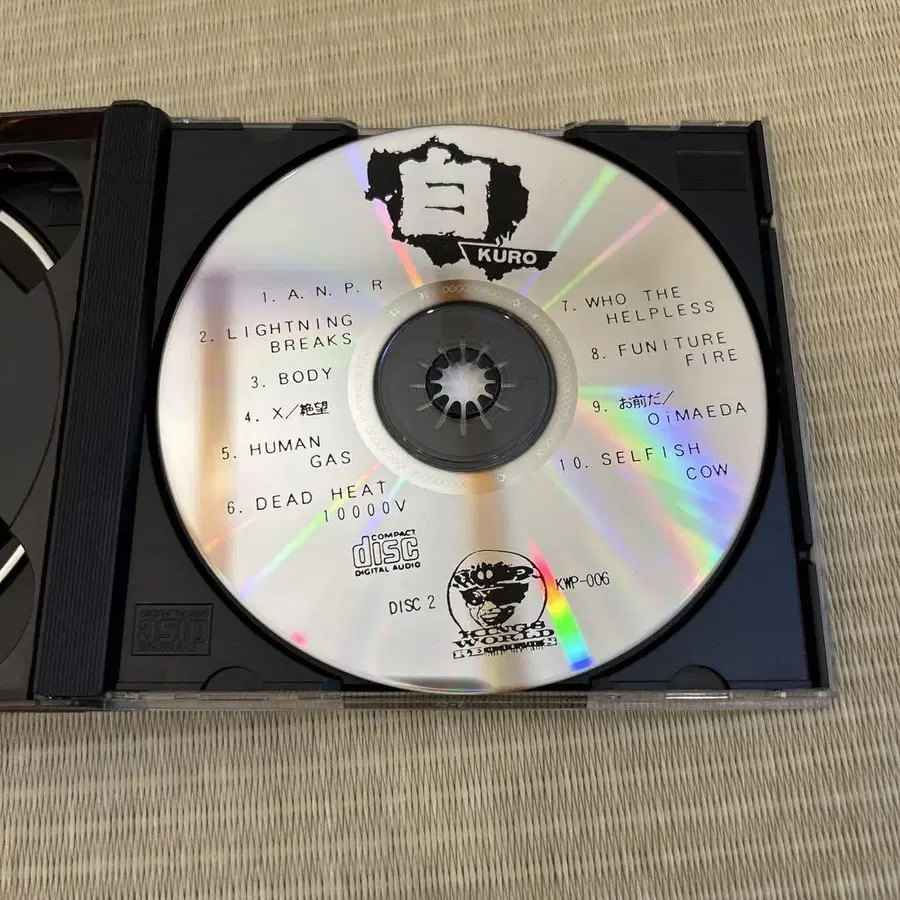 白
KURO
1. A. N. P. R
2. LIGHTNING
BREAKS
3. BODY
4. X/絶望
5. HUMAN
GAS
6. DEAD HEAT
10000V
7. WHO THE
HELPLESS
8. FUNITURE
FIRE
9. お前だ/
OiMAEDA
10. SELFISH
COW
COMPACT
disc
DIGITAL AUDIO
DISC 2
KINGS
WORLD
RECORDS
KWP-006